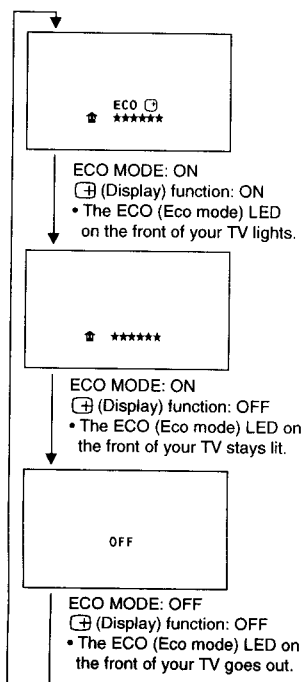 ECO
★★★★★★
ECO MODE: ON
(Display) function: ON
• The ECO (Eco mode) LED
on the front of your TV lights.
★★★★★★
ECO MODE: ON
(Display) function: OFF
• The ECO (Eco mode) LED on
the front of your TV stays lit.
OFF
ECO MODE: OFF
(Display) function: OFF
• The ECO (Eco mode) LED on
the front of your TV goes out.